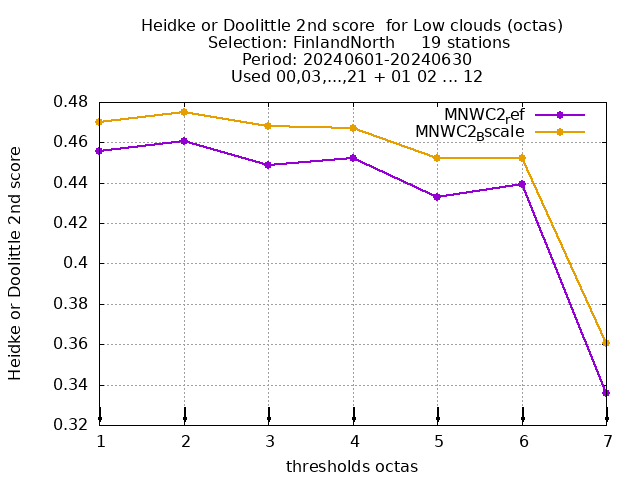 Heidke or Doolittle 2nd score  for Low clouds (octas)
Selection: FinlandNorth     19 stations
Period: 20240601-20240630
Used 00,03,...,21 + 01 02 ... 12
MNWC2ref
MNWC2Bscale
0.48
0.46
0.44
0.42
0.4
0.38
0.36
0.34
0.32
Heidke or Doolittle 2nd score
1 2 3 4 5 6 7
thresholds octas